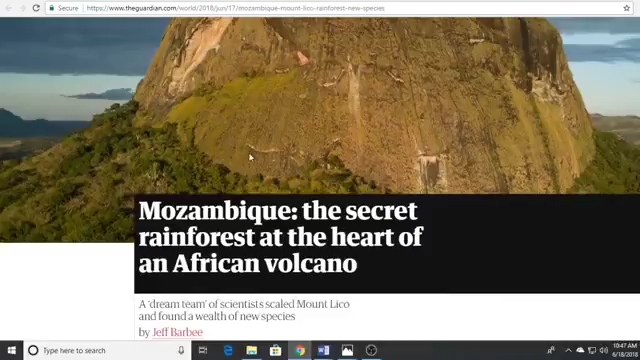 Secure
https://www.theguardian.com/world/2018/jun/17/mozambique-mount-lico-rainforest-new-species
Mozambique: the secret
rainforest at the heart of
an African volcano
A 'dream team' of scientists scaled Mount Lico
and found a wealth of new species
by Jeff Barbee
Type here to search
10:47 AM
6/18/2018